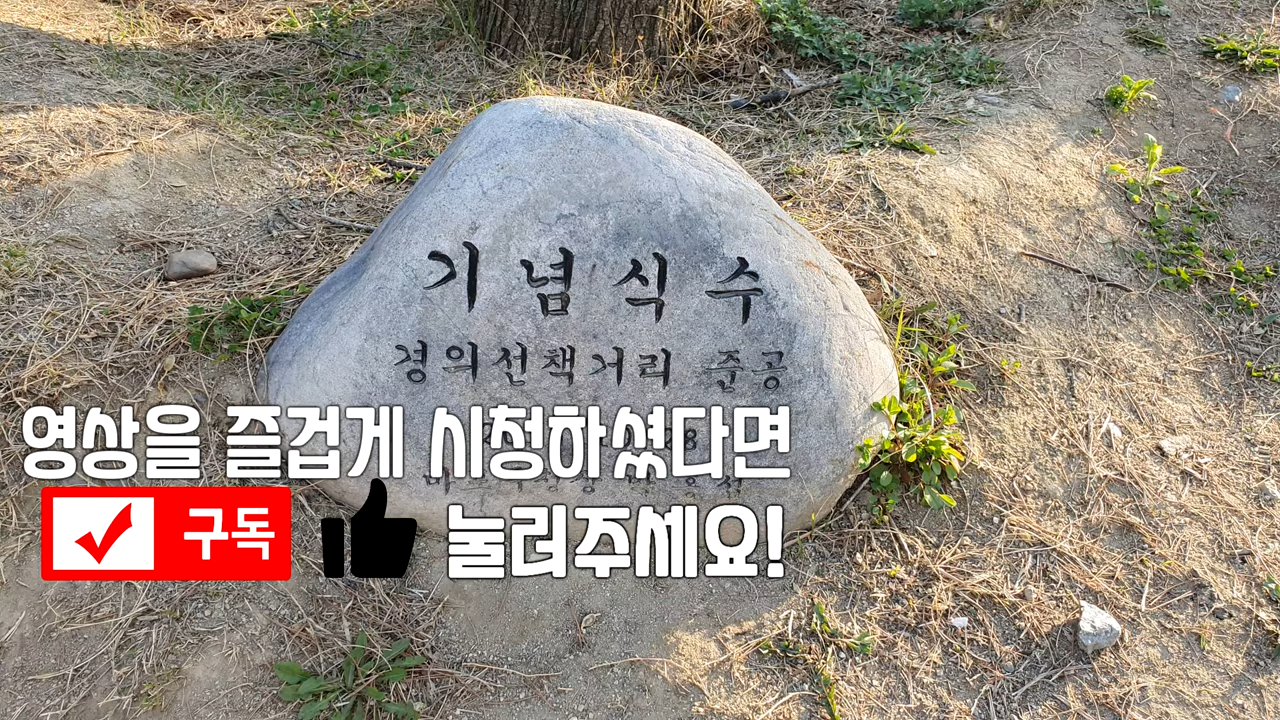 기념식수
경의선책거리 준공
영상을 즐겁게 시청하셨다면
구독
눌러주세요!